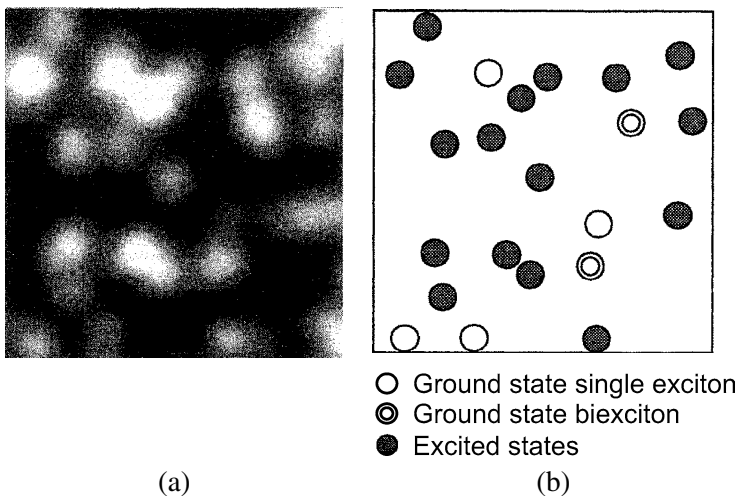 Ground state single exciton
Ground state biexciton
Excited states
(a) (b)